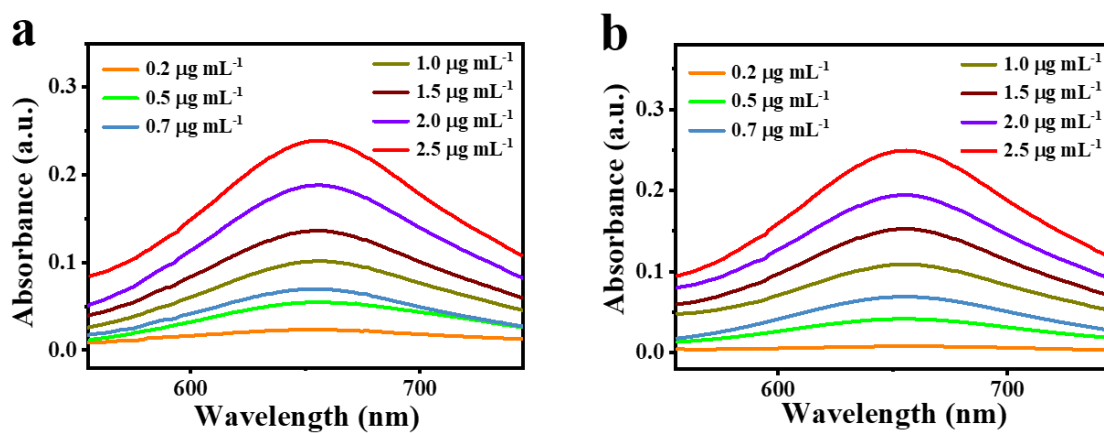 a
Absorbance (a.u.)
0.3
0.2
0.1
0.0
0.2 µg mL⁻¹
0.5 µg mL⁻¹
0.7 µg mL⁻¹
1.0 µg mL⁻¹
1.5 µg mL⁻¹
2.0 µg mL⁻¹
2.5 µg mL⁻¹
600
700
Wavelength (nm)
b
Absorbance (a.u.)
0.3
0.2
0.1
0.0
0.2 µg mL⁻¹
0.5 µg mL⁻¹
0.7 µg mL⁻¹
1.0 µg mL⁻¹
1.5 µg mL⁻¹
2.0 µg mL⁻¹
2.5 µg mL⁻¹
600
700
Wavelength (nm)